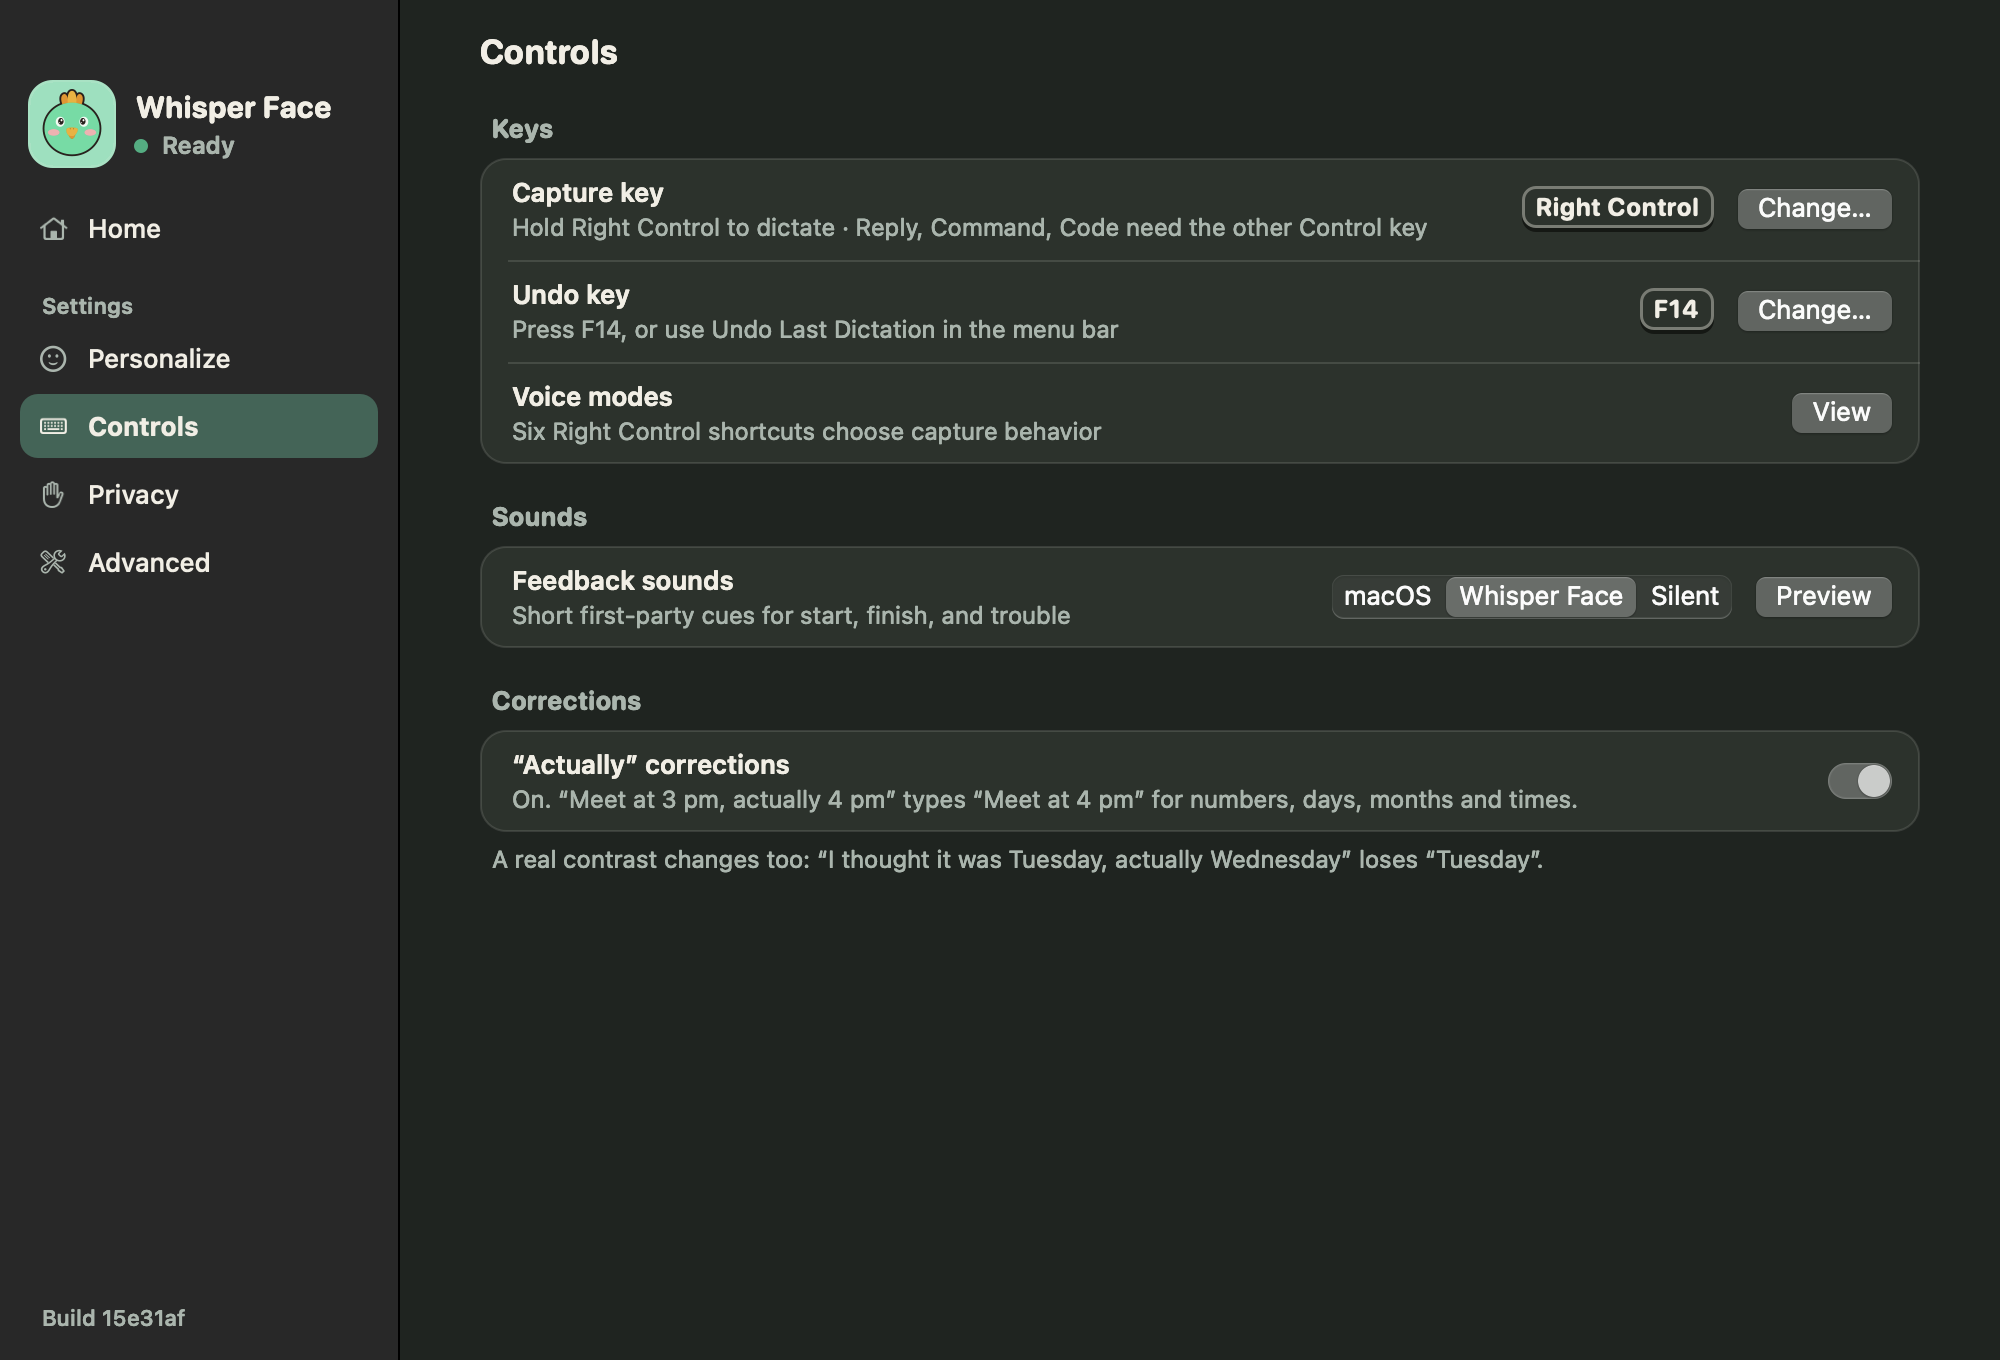 Whisper Face
Ready
Home
Settings
Personalize
Controls
Privacy
Advanced
Build 15e31af
Controls
Keys
Capture key
Hold Right Control to dictate · Reply, Command, Code need the other Control key
Right Control
Change...
Undo key
Press F14, or use Undo Last Dictation in the menu bar
F14
Change...
Voice modes
Six Right Control shortcuts choose capture behavior
View
Sounds
Feedback sounds
Short first-party cues for start, finish, and trouble
macOS Whisper Face Silent
Preview
Corrections
“Actually” corrections
On. “Meet at 3 pm, actually 4 pm” types “Meet at 4 pm” for numbers, days, months and times.
A real contrast changes too: “I thought it was Tuesday, actually Wednesday” loses “Tuesday”.